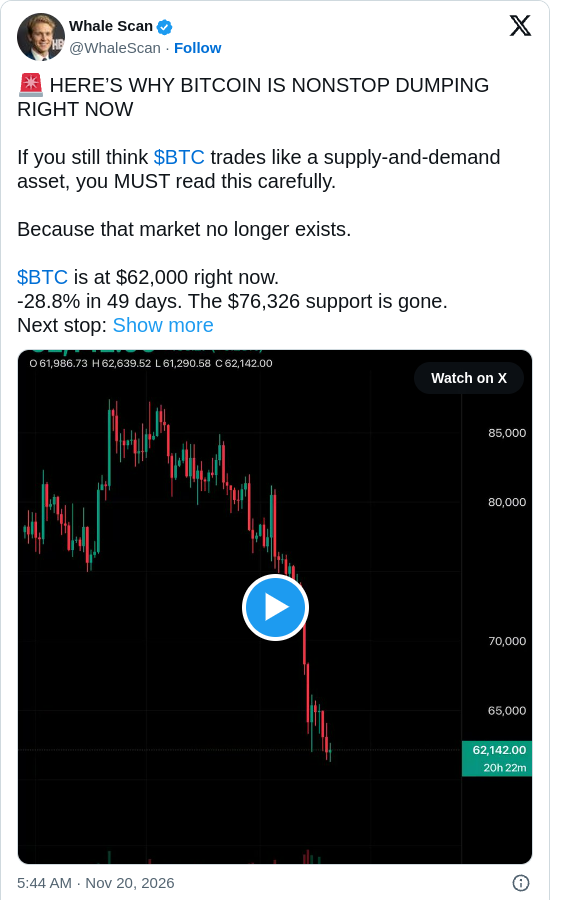 Whale Scan
@WhaleScan · Follow
🚨 HERE’S WHY BITCOIN IS NONSTOP DUMPING
RIGHT NOW
If you still think $BTC trades like a supply-and-demand
asset, you MUST read this carefully.
Because that market no longer exists.
$BTC is at $62,000 right now.
-28.8% in 49 days. The $76,326 support is gone.
Next stop: Show more
O 61,986.73 H 62,639.52 L 61,290.58 C 62,142.00
Watch on X
85,000
80,000
70,000
65,000
62,142.00
20h 22m
5:44 AM · Nov 20, 2026